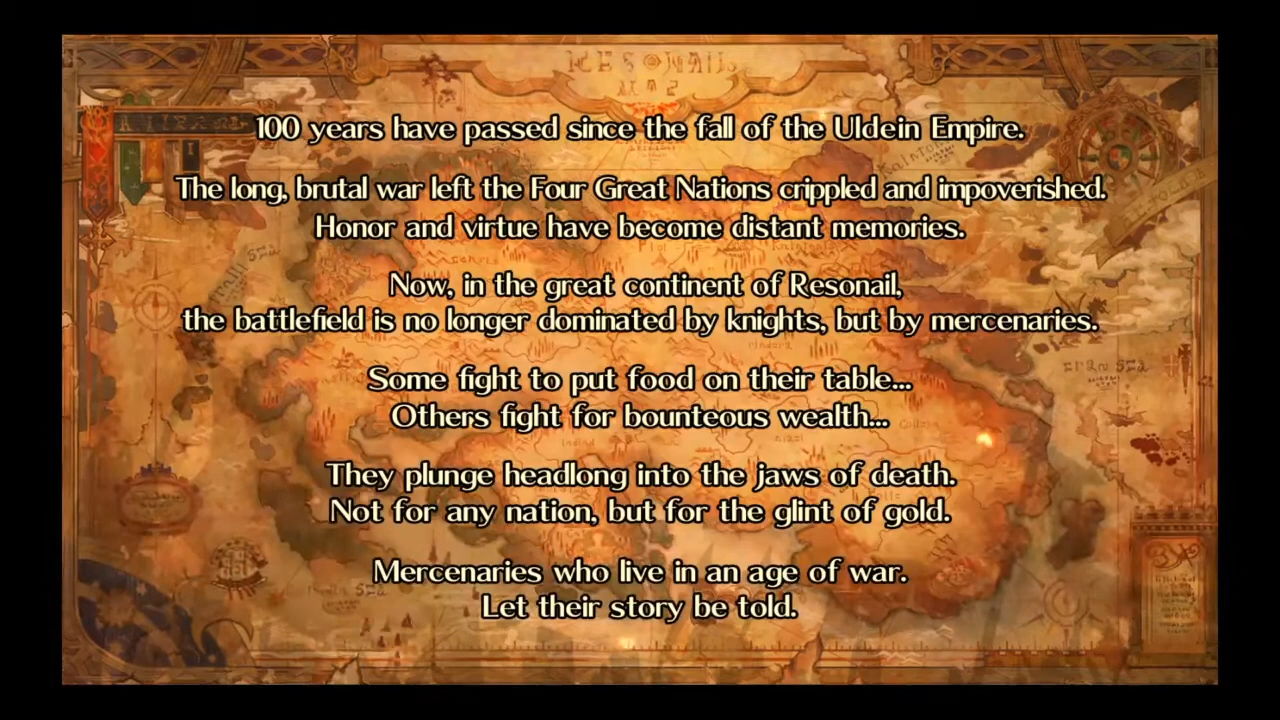 RESONAIL
MAP
100 years have passed since the fall of the Uldein Empire.
The long, brutal war left the Four Great Nations crippled and impoverished.
Honor and virtue have become distant memories.
Now, in the great continent of Resonail,
the battlefield is no longer dominated by knights, but by mercenaries.
Some fight to put food on their table...
Others fight for bounteous wealth...
They plunge headlong into the jaws of death.
Not for any nation, but for the glint of gold.
Mercenaries who live in an age of war.
Let their story be told.